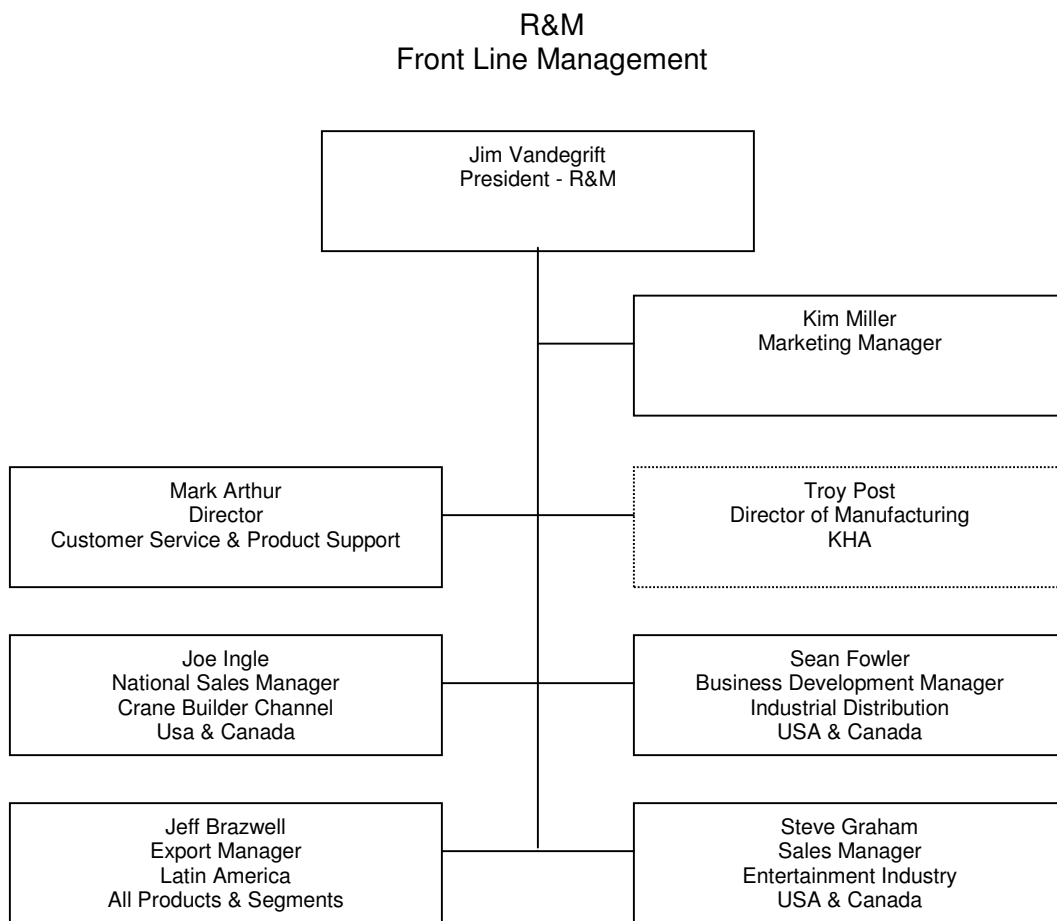 R&M
Front Line Management
Jim Vandegrift
President - R&M
Kim Miller
Marketing Manager
Mark Arthur
Director
Customer Service & Product Support
Troy Post
Director of Manufacturing
KHA
Joe Ingle
National Sales Manager
Crane Builder Channel
Usa & Canada
Sean Fowler
Business Development Manager
Industrial Distribution
USA & Canada
Jeff Brazwell
Export Manager
Latin America
All Products & Segments
Steve Graham
Sales Manager
Entertainment Industry
USA & Canada